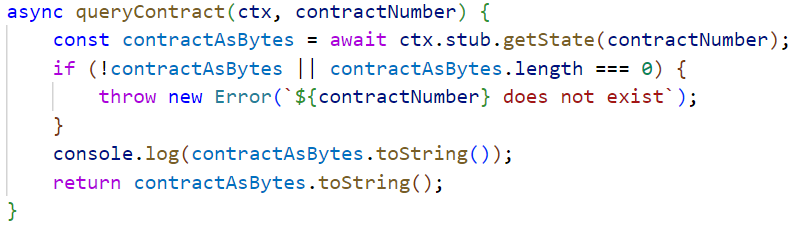 async queryContract(ctx, contractNumber) {
    const contractAsBytes = await ctx.stub.getState(contractNumber);
    if (!contractAsBytes || contractAsBytes.length === 0) {
        throw new Error(`${contractNumber} does not exist`);
    }
    console.log(contractAsBytes.toString());
    return contractAsBytes.toString();
}